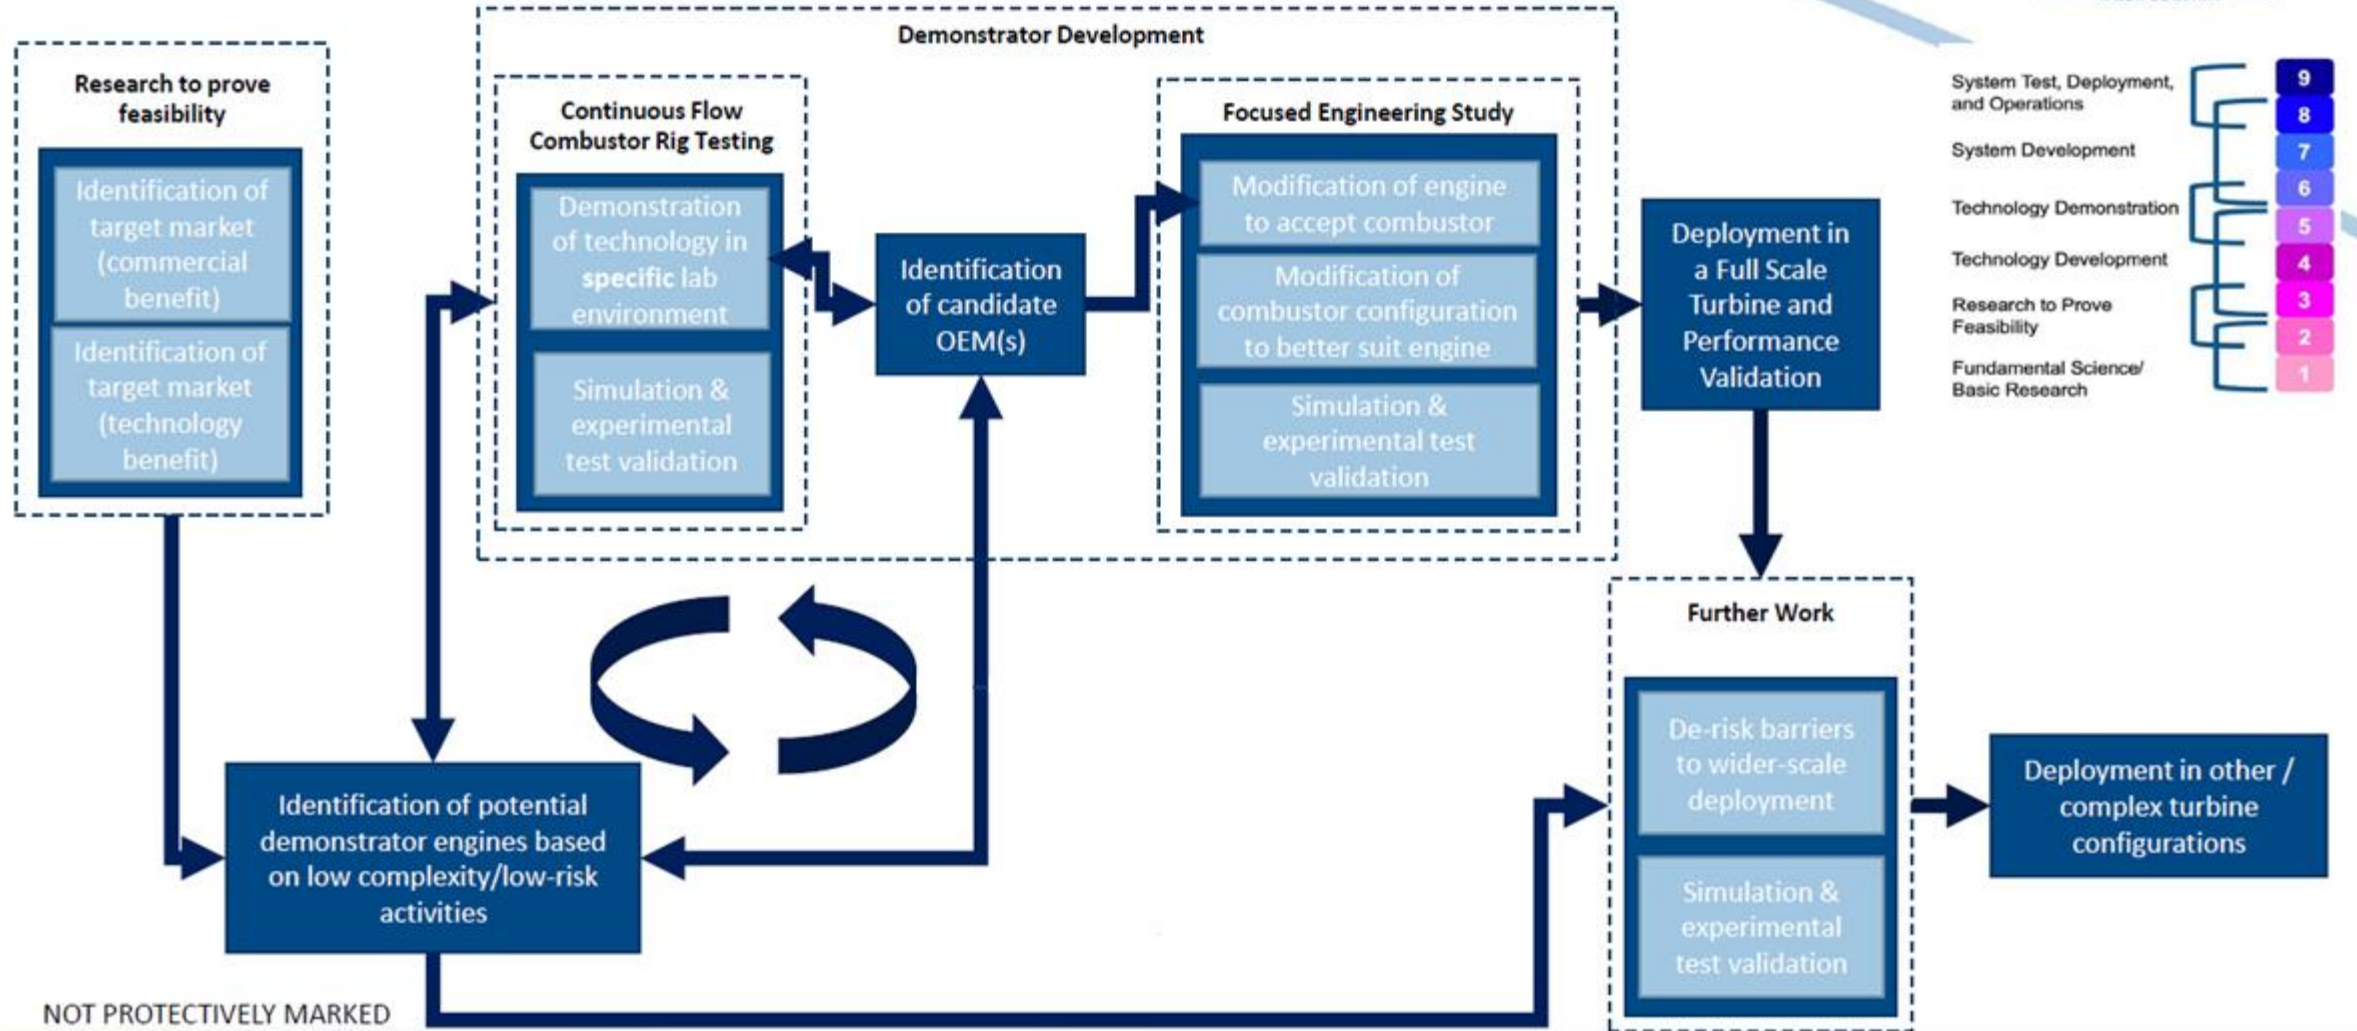 Demonstrator Development
Research to prove
feasibility
Identification of
target market
(commercial
benefit)
Identification of
target market
(technology
benefit)
Continuous Flow
Combustor Rig Testing
Demonstration
of technology in
specific lab
environment
Simulation &
experimental
test validation
Identification
of candidate
OEM(s)
Focused Engineering Study
Modification of engine
to accept combustor
Modification of
combustor configuration
to better suit engine
Simulation &
experimental test
validation
Deployment in
a Full Scale
Turbine and
Performance
Validation
System Test, Deployment,
and Operations
System Development
Technology Demonstration
Technology Development
Research to Prove
Feasibility
Fundamental Science/
Basic Research
9
8
7
6
5
4
3
2
1
Identification of potential
demonstrator engines based
on low complexity/low-risk
activities
Further Work
De-risk barriers
to wider-scale
deployment
Simulation &
experimental
test validation
Deployment in other /
complex turbine
configurations
NOT PROTECTIVELY MARKED